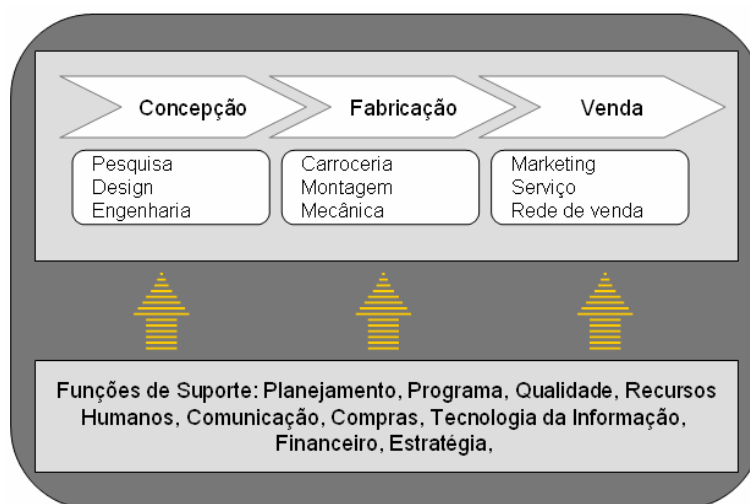 Concepção
Fabricação
Venda
Pesquisa
Design
Engenharia
Carroceria
Montagem
Mecânica
Marketing
Serviço
Rede de venda
Funções de Suporte: Planejamento, Programa, Qualidade, Recursos
Humanos, Comunicação, Compras, Tecnologia da Informação,
Financeiro, Estratégia,